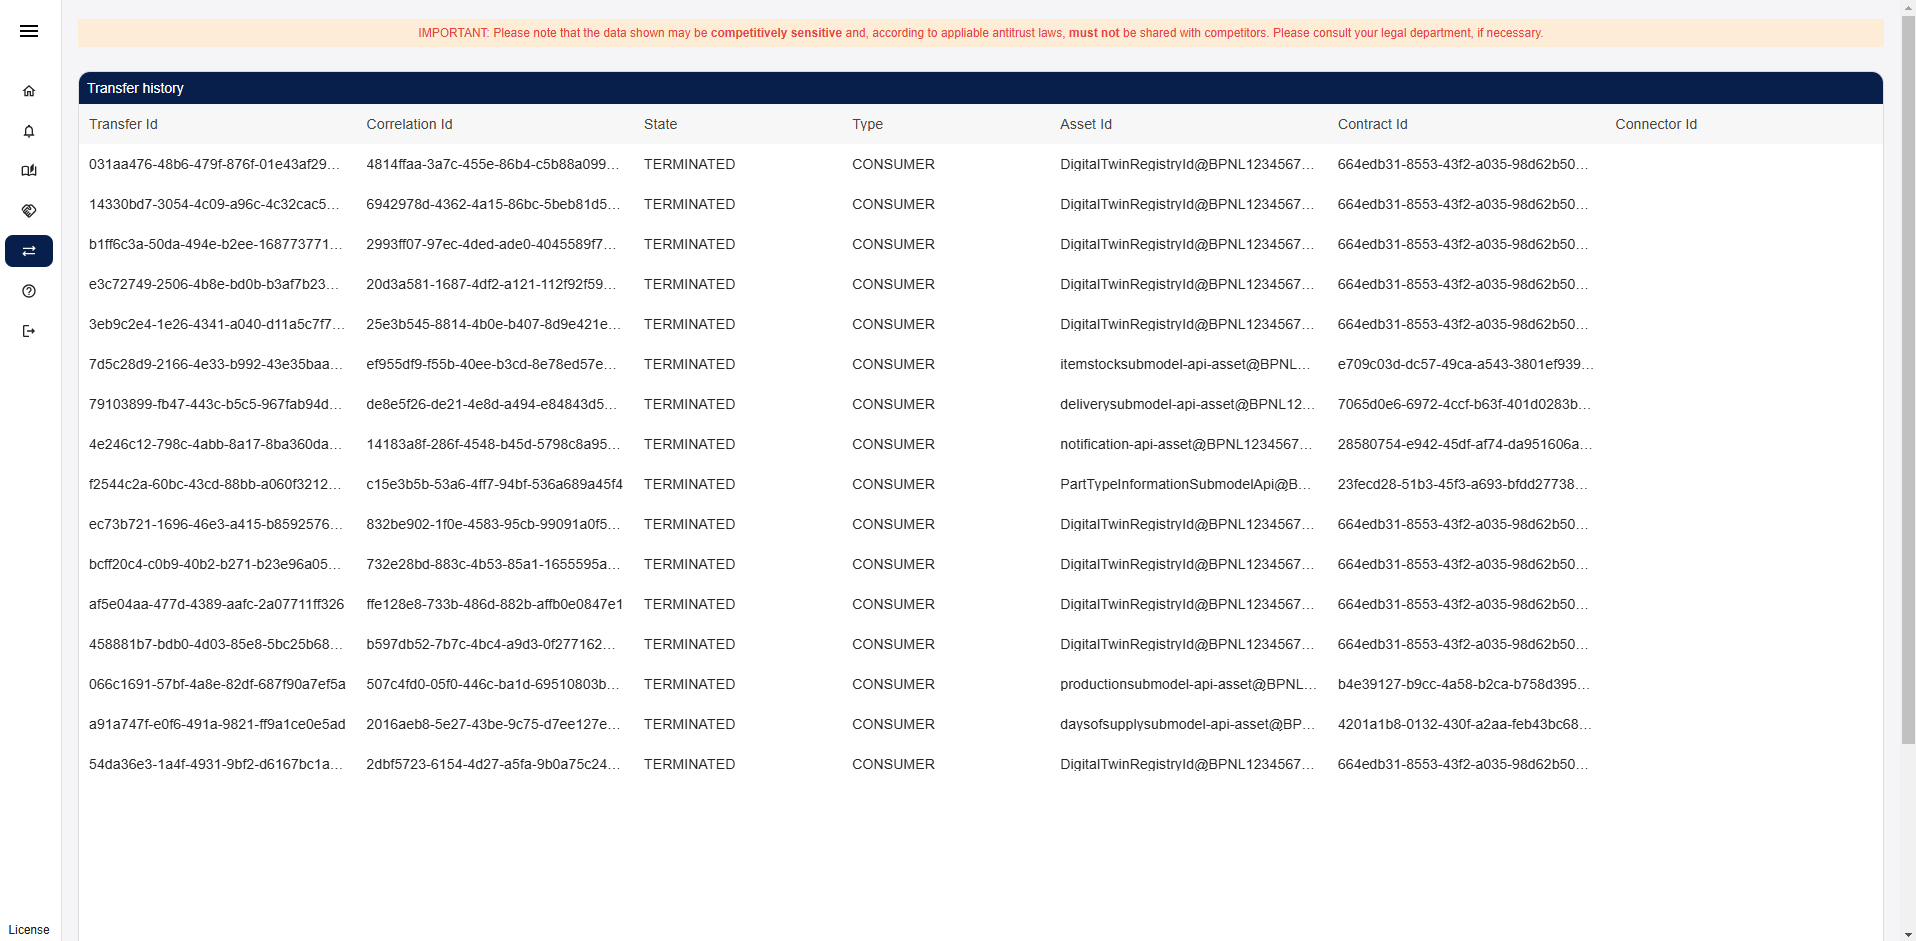 IMPORTANT: Please note that the data shown may be competitively sensitive and, according to appliable antitrust laws, must not be shared with competitors. Please consult your legal department, if necessary.
Transfer history
Transfer Id Correlation Id State Type Asset Id Contract Id Connector Id
031aa476-48b6-479f-876f-01e43af29... 4814ffaa-3a7c-455e-86b4-c5b88a099... TERMINATED CONSUMER DigitalTwinRegistryId@BPNL1234567... 664edb31-8553-43f2-a035-98d62b50...
14330bd7-3054-4c09-a96c-4c32cac5... 6942978d-4362-4a15-86bc-5beb81d5... TERMINATED CONSUMER DigitalTwinRegistryId@BPNL1234567... 664edb31-8553-43f2-a035-98d62b50...
b1ff6c3a-50da-494e-b2ee-168773771... 2993ff07-97ec-4ded-ade0-4045589f7... TERMINATED CONSUMER DigitalTwinRegistryId@BPNL1234567... 664edb31-8553-43f2-a035-98d62b50...
e3c72749-2506-4b8e-bd0b-b3af7b23... 20d3a581-1687-4df2-a121-112f92f59... TERMINATED CONSUMER DigitalTwinRegistryId@BPNL1234567... 664edb31-8553-43f2-a035-98d62b50...
3eb9c2e4-1e26-4341-a040-d11a5c7f7... 25e3b545-8814-4b0e-b407-8d9e421e... TERMINATED CONSUMER DigitalTwinRegistryId@BPNL1234567... 664edb31-8553-43f2-a035-98d62b50...
7d5c28d9-2166-4e33-b992-43e35baa... ef955df9-f55b-40ee-b3cd-8e78ed57e... TERMINATED CONSUMER itemstocksubmodel-api-asset@BPNL... e709c03d-dc57-49ca-a543-3801ef939...
79103899-fb47-443c-b5c5-967fab94d... de8e5f26-de21-4e8d-a494-e84843d5... TERMINATED CONSUMER deliverysubmodel-api-asset@BPNL12... 7065d0e6-6972-4ccf-b63f-401d0283b...
4e246c12-798c-4abb-8a17-8ba360da... 14183a8f-286f-4548-b45d-5798c8a95... TERMINATED CONSUMER notification-api-asset@BPNL1234567... 28580754-e942-45df-af74-da951606a...
f2544c2a-60bc-43cd-88bb-a060f3212... c15e3b5b-53a6-4ff7-94bf-536a689a45f4 TERMINATED CONSUMER PartTypeInformationSubmodelApi@B... 23fecd28-51b3-45f3-a693-bfdd27738...
ec73b721-1696-46e3-a415-b8592576... 832be902-1f0e-4583-95cb-99091a0f5... TERMINATED CONSUMER DigitalTwinRegistryId@BPNL1234567... 664edb31-8553-43f2-a035-98d62b50...
bcff20c4-c0b9-40b2-b271-b23e96a05... 732e28bd-883c-4b53-85a1-1655595a... TERMINATED CONSUMER DigitalTwinRegistryId@BPNL1234567... 664edb31-8553-43f2-a035-98d62b50...
af5e04aa-477d-4389-aafc-2a07711ff326 ffe128e8-733b-486d-882b-affb0e0847e1 TERMINATED CONSUMER DigitalTwinRegistryId@BPNL1234567... 664edb31-8553-43f2-a035-98d62b50...
458881b7-bdb0-4d03-85e8-5bc25b68... b597db52-7b7c-4bc4-a9d3-0f277162... TERMINATED CONSUMER DigitalTwinRegistryId@BPNL1234567... 664edb31-8553-43f2-a035-98d62b50...
066c1691-57bf-4a8e-82df-687f90a7ef5a 507c4fd0-05f0-446c-ba1d-69510803b... TERMINATED CONSUMER productionsubmodel-api-asset@BPNL... b4e39127-b9cc-4a58-b2ca-b758d395...
a91a747f-e0f6-491a-9821-ff9a1ce0e5ad 2016aeb8-5e27-43be-9c75-d7ee127e... TERMINATED CONSUMER daysofsupplysubmodel-api-asset@BP... 4201a1b8-0132-430f-a2aa-feb43bc68...
54da36e3-1a4f-4931-9bf2-d6167bc1a... 2dbf5723-6154-4d27-a5fa-9b0a75c24... TERMINATED CONSUMER DigitalTwinRegistryId@BPNL1234567... 664edb31-8553-43f2-a035-98d62b50...
License